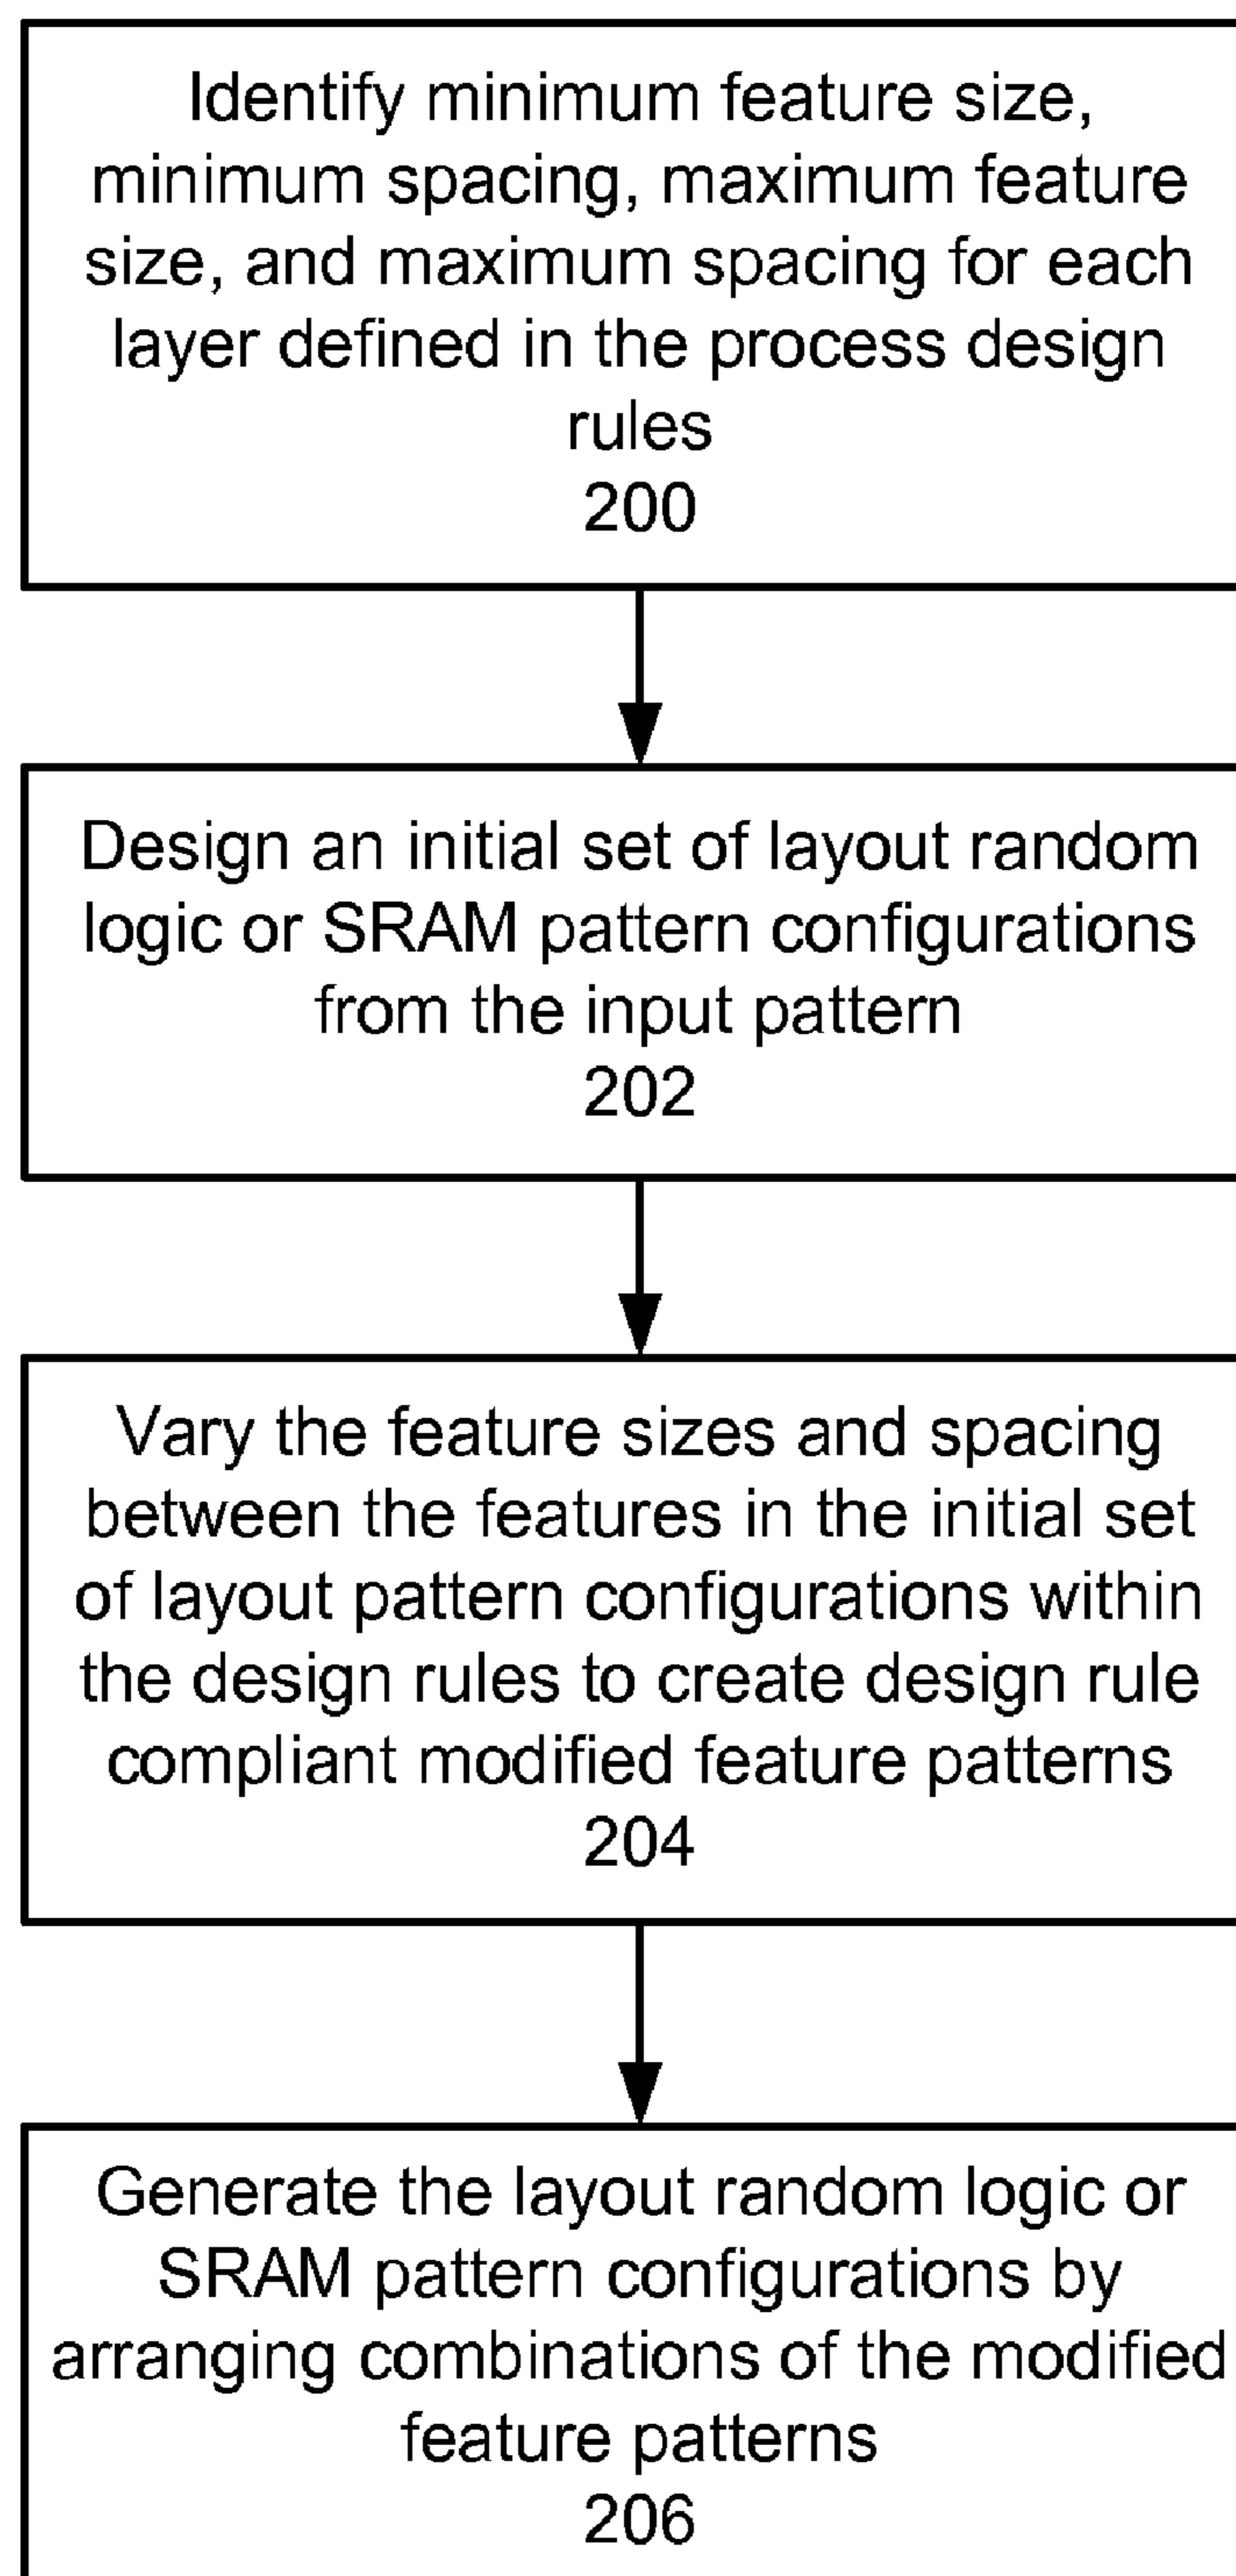 Identify minimum feature size,
minimum spacing, maximum feature
size, and maximum spacing for each
layer defined in the process design
rules
200
Design an initial set of layout random
logic or SRAM pattern configurations
from the input pattern
202
Vary the feature sizes and spacing
between the features in the initial set
of layout pattern configurations within
the design rules to create design rule
compliant modified feature patterns
204
Generate the layout random logic or
SRAM pattern configurations by
arranging combinations of the modified
feature patterns
206